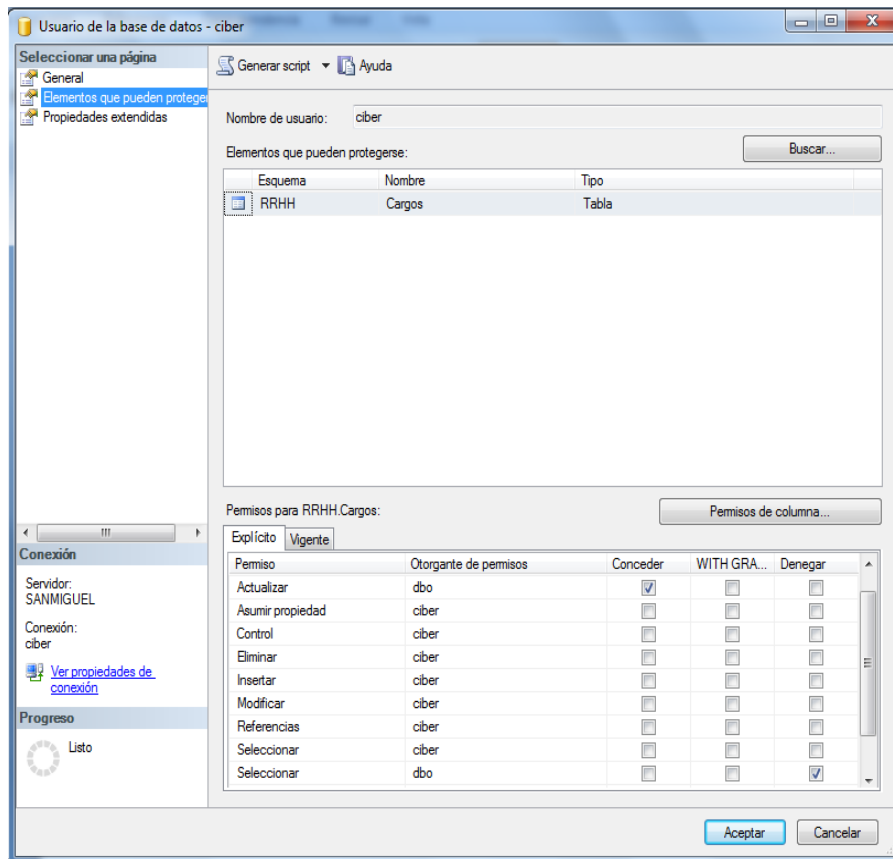 Usuario de la base de datos - ciber
Seleccionar una página
General
Elementos que pueden proteger
Propiedades extendidas
Generar script
Ayuda
Nombre de usuario: ciber
Elementos que pueden protegerse:
Buscar...
Esquema Nombre Tipo
RRHH Cargos Tabla
Permisos para RRHH.Cargos:
Permisos de columna...
Explícito Vigente
Permiso Otorgante de permisos Conceder WITH GRA... Denegar
Actualizar dbo
Asumir propiedad ciber
Control ciber
Eliminar ciber
Insertar ciber
Modificar ciber
Referencias ciber
Seleccionar ciber
Seleccionar dbo
Conexión
Servidor:
SANMIGUEL
Conexión:
ciber
Ver propiedades de
conexión
Progreso
Listo
Aceptar Cancelar